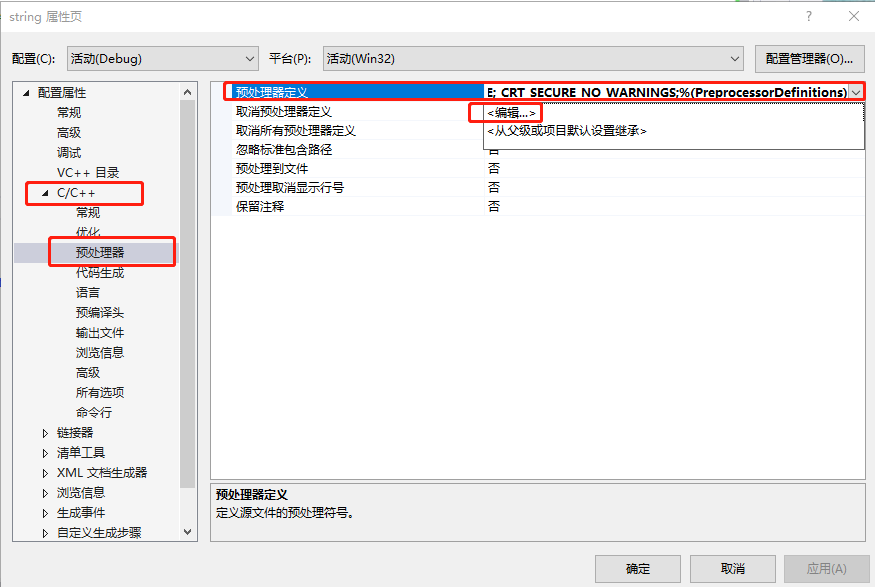 string 属性页
配置(C): 活动(Debug) 平台(P): 活动(Win32) 配置管理器(O)...
配置属性
常规
高级
调试
VC++ 目录
C/C++
常规
优化
预处理器
代码生成
语言
预编译头
输出文件
浏览信息
高级
所有选项
命令行
链接器
清单工具
XML 文档生成器
浏览信息
生成事件
自定义生成步骤
预处理器定义 E;_CRT_SECURE_NO_WARNINGS;%(PreprocessorDefinitions)
取消预处理器定义 <编辑...>
取消所有预处理器定义 <从父级或项目默认设置继承>
忽略标准包含路径 否
预处理到文件 否
预处理取消显示行号 否
保留注释 否
预处理器定义
定义源文件的预处理符号。
确定 取消 应用(A)